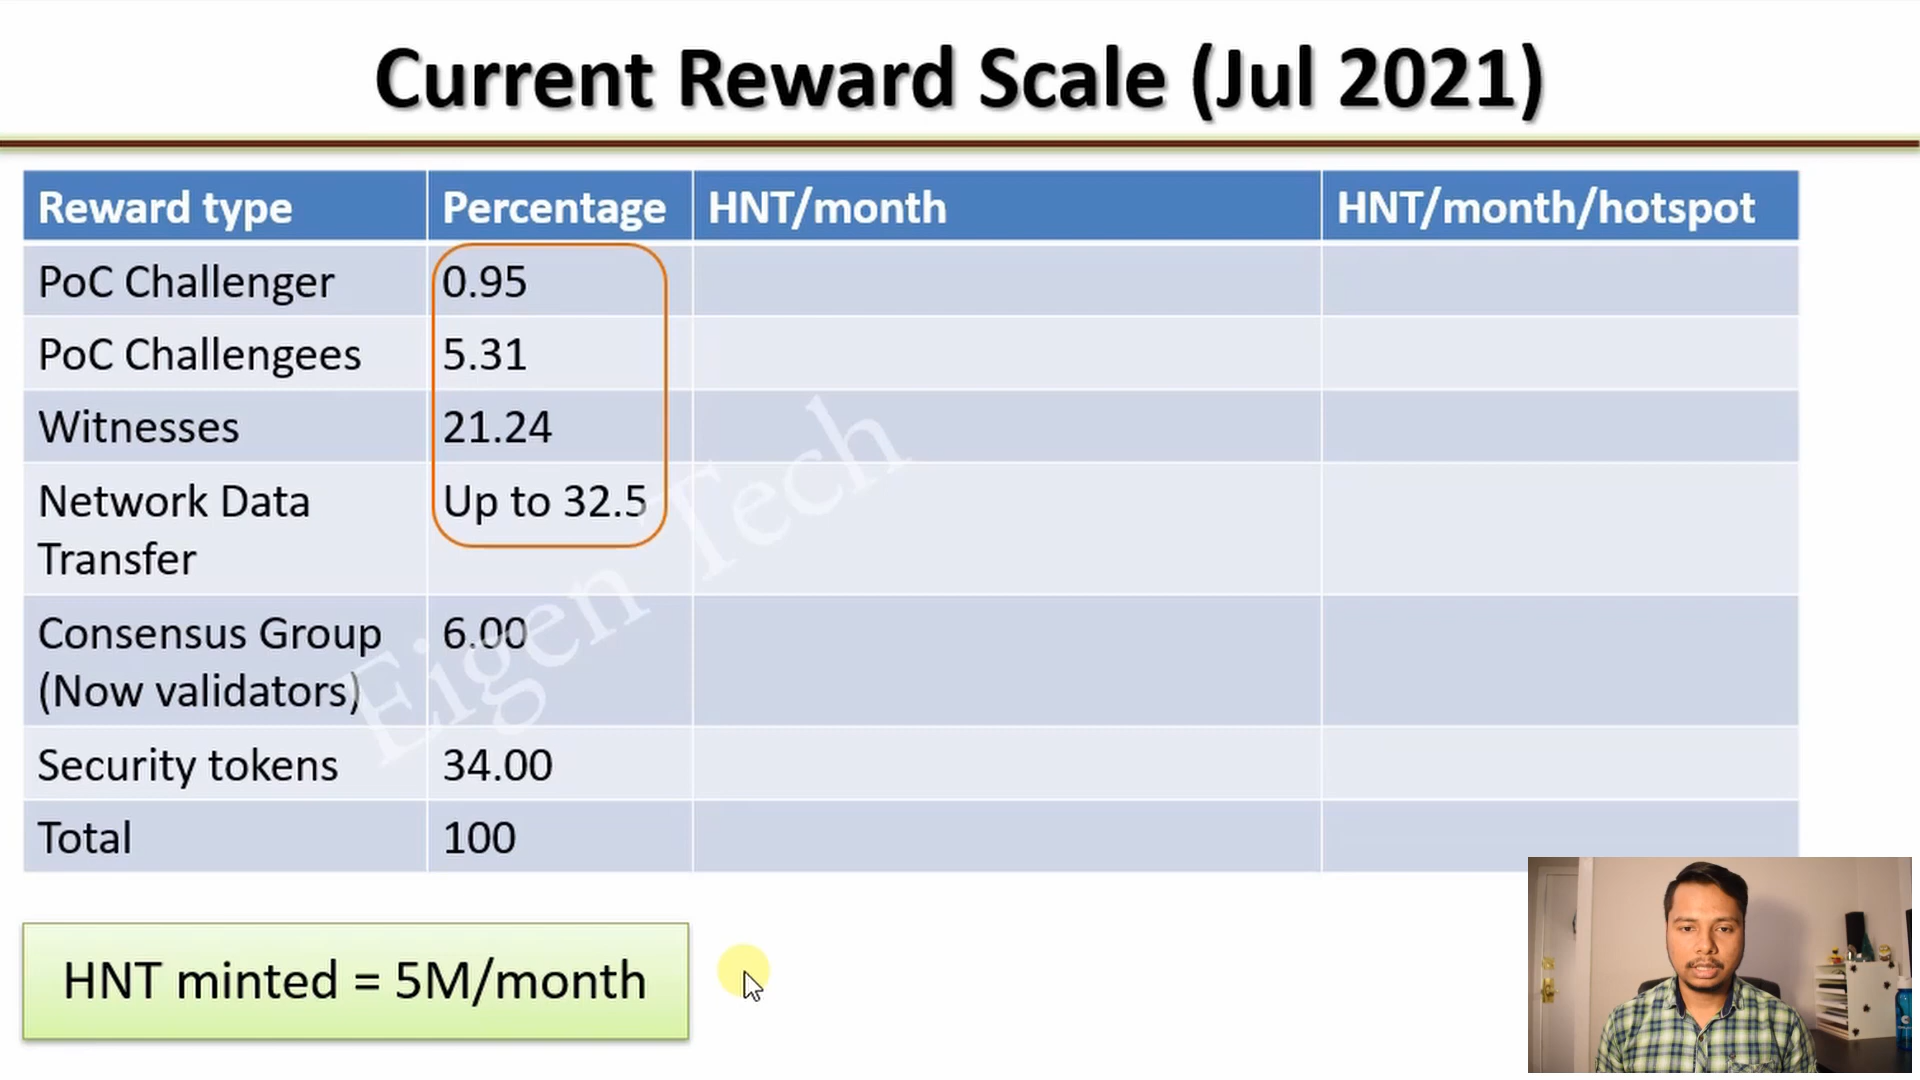 Current Reward Scale (Jul 2021)
Reward type Percentage HNT/month HNT/month/hotspot
PoC Challenger 0.95
PoC Challengees 5.31
Witnesses 21.24
Network Data Up to 32.5
Transfer
Consensus Group 6.00
(Now validators)
Security tokens 34.00
Total 100
Eigen Tech
HNT minted = 5M/month